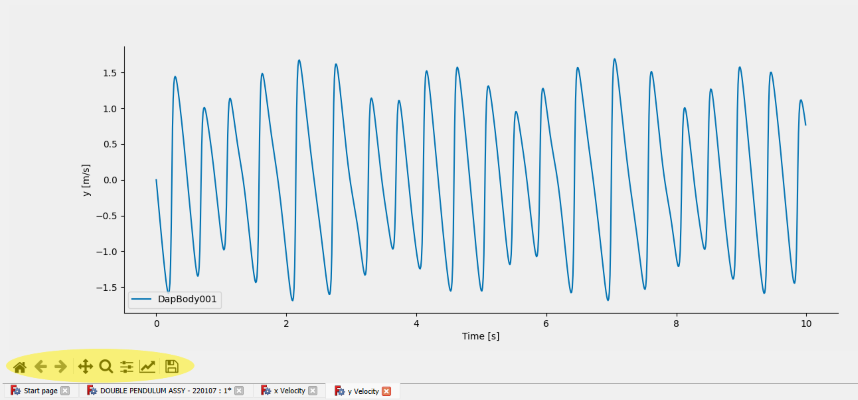 1.5
1.0
0.5
0.0
−0.5
−1.0
−1.5
y [m/s]
DapBody001
0 2 4 6 8 10
Time [s]
Start page DOUBLE PENDULUM ASSY - 220107 : 1* x Velocity y Velocity